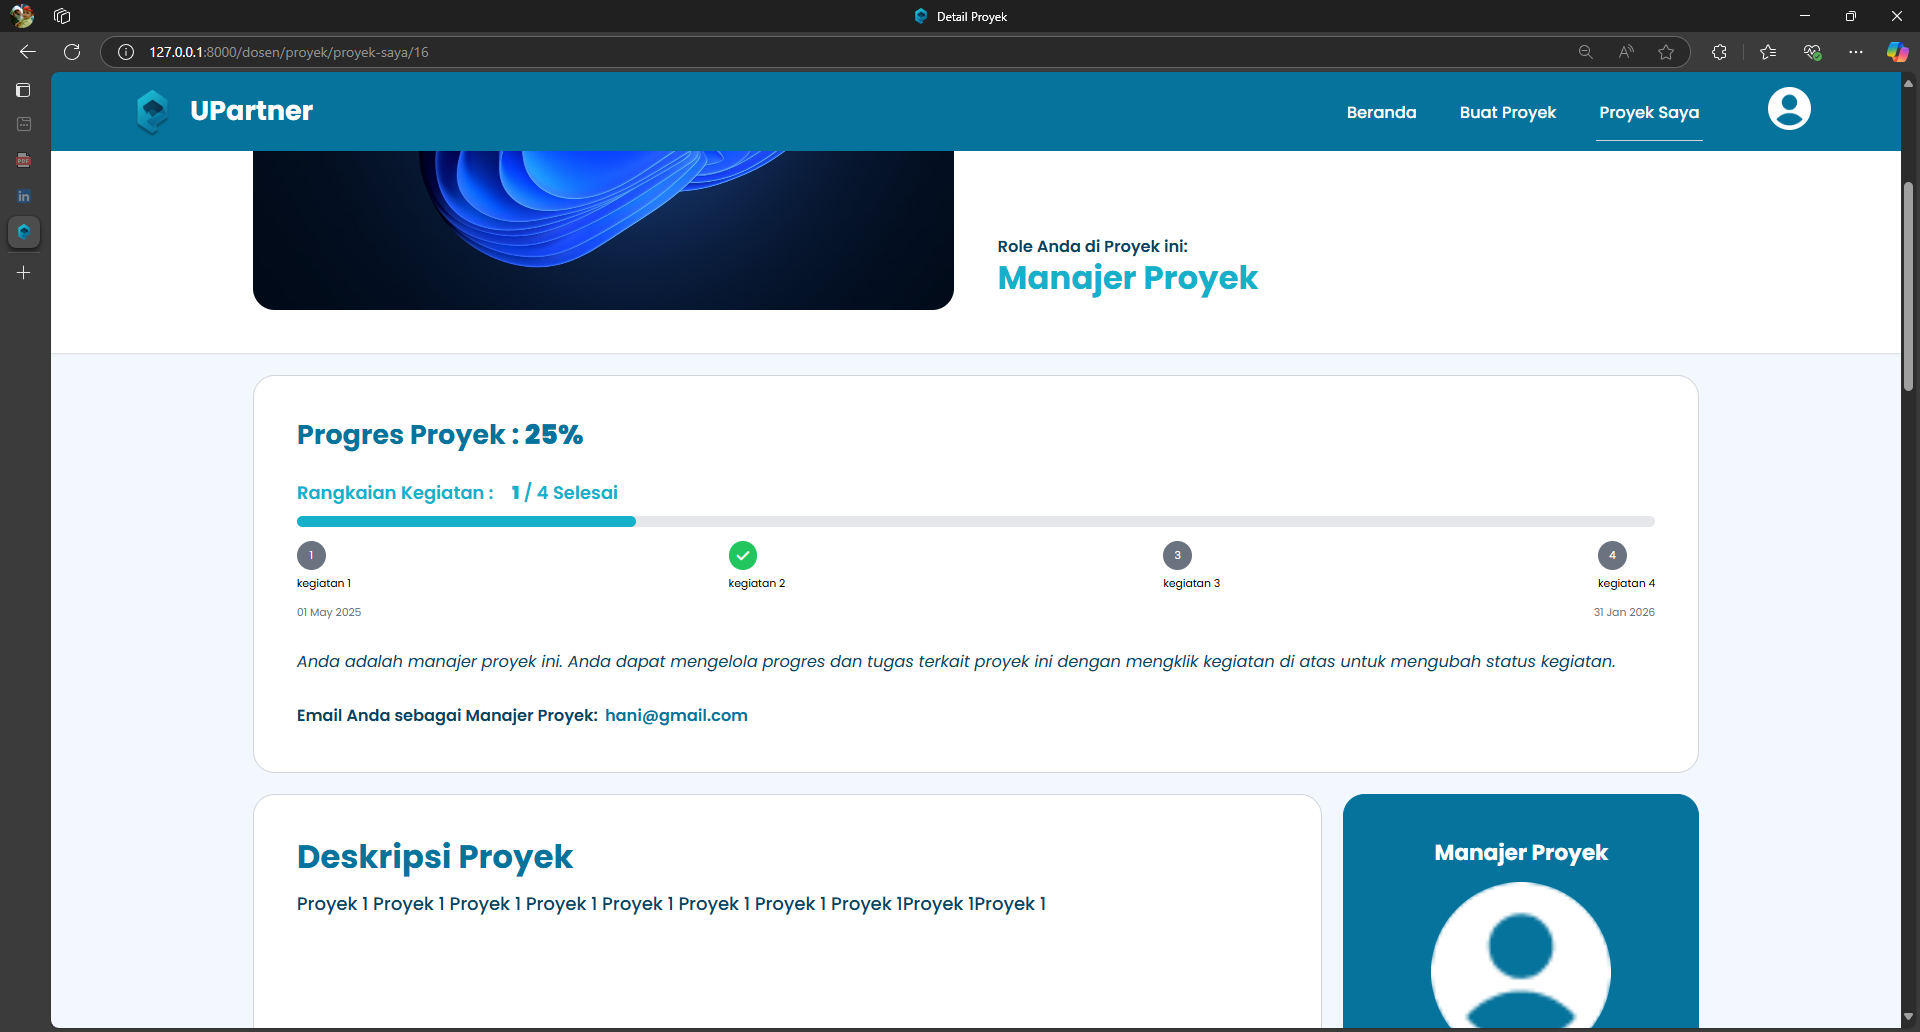 Detail Proyek
127.0.0.1:8000/dosen/proyek/proyek-saya/16
UPartner
Beranda
Buat Proyek
Proyek Saya
Role Anda di Proyek ini:
Manajer Proyek
Progres Proyek : 25%
Rangkaian Kegiatan : 1 / 4 Selesai
1
3
4
kegiatan 1
kegiatan 2
kegiatan 3
kegiatan 4
01 May 2025
31 Jan 2026
Anda adalah manajer proyek ini. Anda dapat mengelola progres dan tugas terkait proyek ini dengan mengklik kegiatan di atas untuk mengubah status kegiatan.
Email Anda sebagai Manajer Proyek: hani@gmail.com
Deskripsi Proyek
Proyek 1 Proyek 1 Proyek 1 Proyek 1 Proyek 1 Proyek 1 Proyek 1 Proyek 1Proyek 1Proyek 1
Manajer Proyek